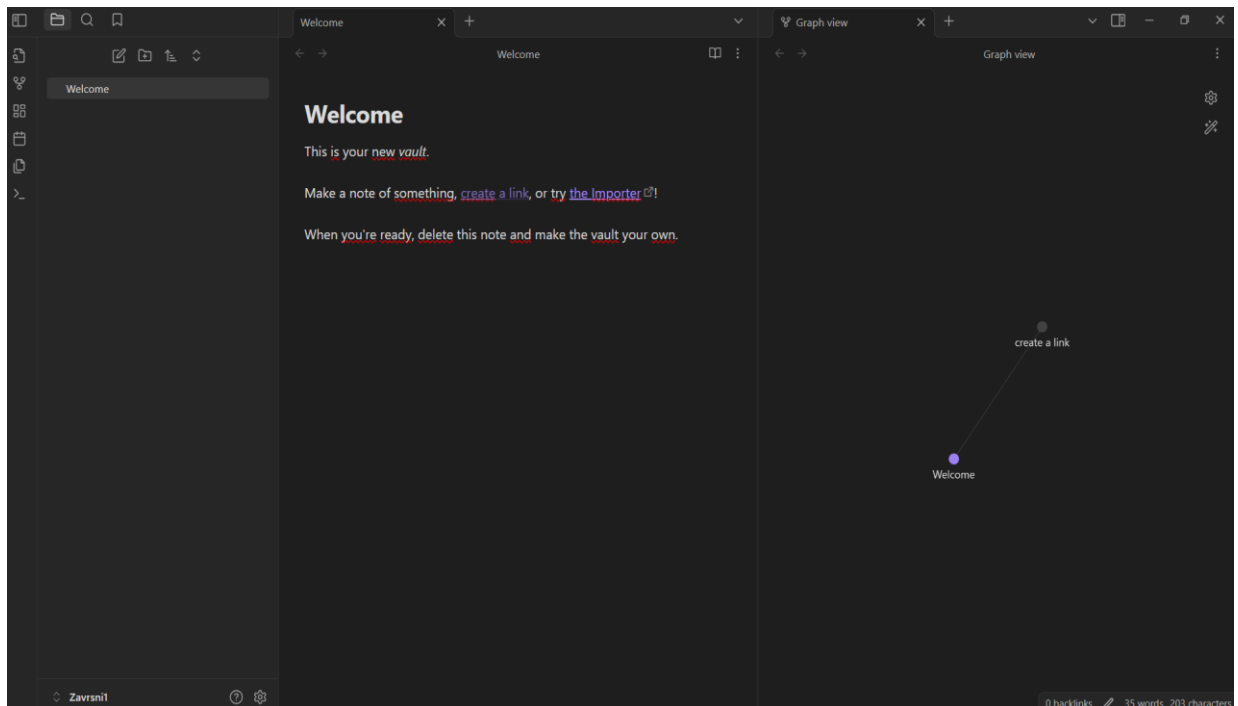 Welcome
Graph view
Welcome
Graph view
Welcome
Welcome
This is your new vault.
Make a note of something, create a link, or try the Importer!
When you're ready, delete this note and make the vault your own.
create a link
Welcome
Zavrsni1
0 backlinks 35 words 203 characters